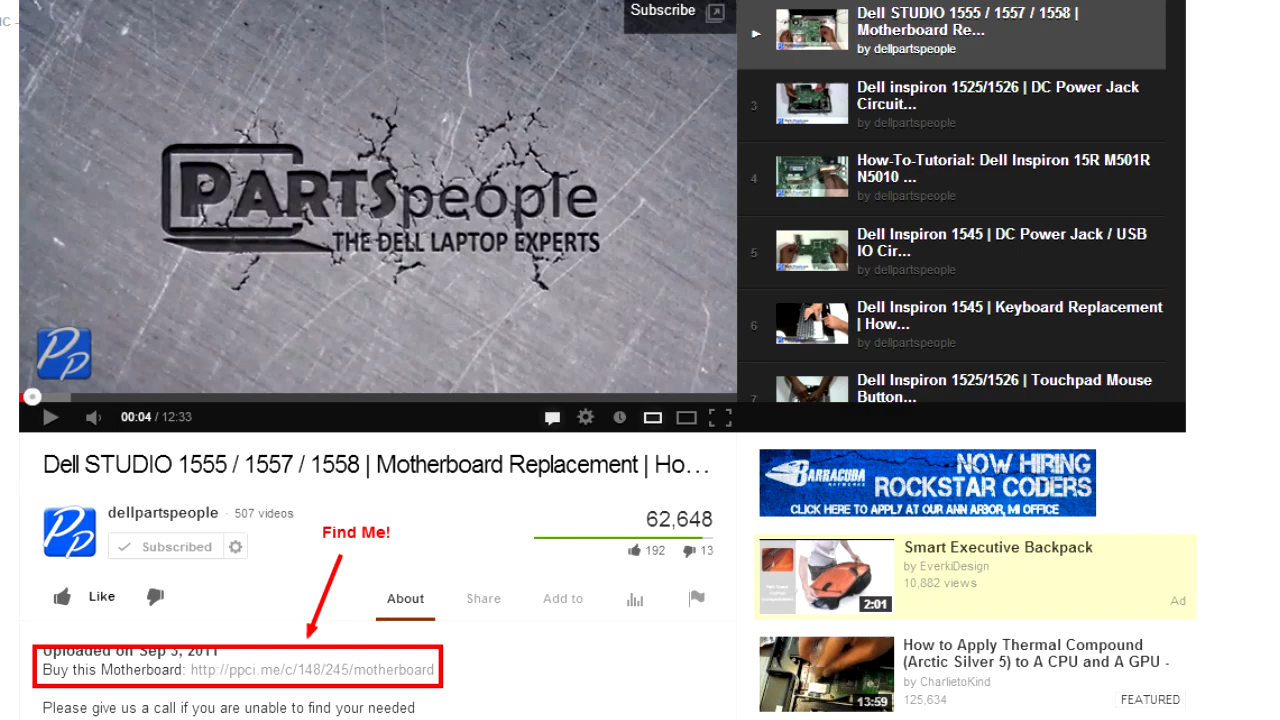 IC -
Subscribe
PARTSpeople
THE DELL LAPTOP EXPERTS
PP
00:04 / 12:33
Dell STUDIO 1555 / 1557 / 1558 |
Motherboard Re...
by dellpartspeople
3
Dell inspiron 1525/1526 | DC Power Jack
Circuit...
by dellpartspeople
4
How-To-Tutorial: Dell Inspiron 15R M501R
N5010 ...
by dellpartspeople
5
Dell Inspiron 1545 | DC Power Jack / USB
IO Cir...
by dellpartspeople
6
Dell Inspiron 1545 | Keyboard Replacement
| How...
by dellpartspeople
7
Dell Inspiron 1525/1526 | Touchpad Mouse
Button...
Dell STUDIO 1555 / 1557 / 1558 | Motherboard Replacement | Ho...
PP
dellpartspeople · 507 videos
Subscribed
Find Me!
62,648
192 13
Like
About Share Add to
Uploaded on Sep 3, 2011
Buy this Motherboard: http://ppci.me/c/148/245/motherboard
Please give us a call if you are unable to find your needed
BARRACUDA
NETWORKS
NOW HIRING
ROCKSTAR CODERS
CLICK HERE TO APPLY AT OUR ANN ARBOR, MI OFFICE
2:01
Smart Executive Backpack
by EverkiDesign
10,882 views
Ad
13:59
How to Apply Thermal Compound
(Arctic Silver 5) to A CPU and A GPU -
by CharlietoKind
125,634
FEATURED